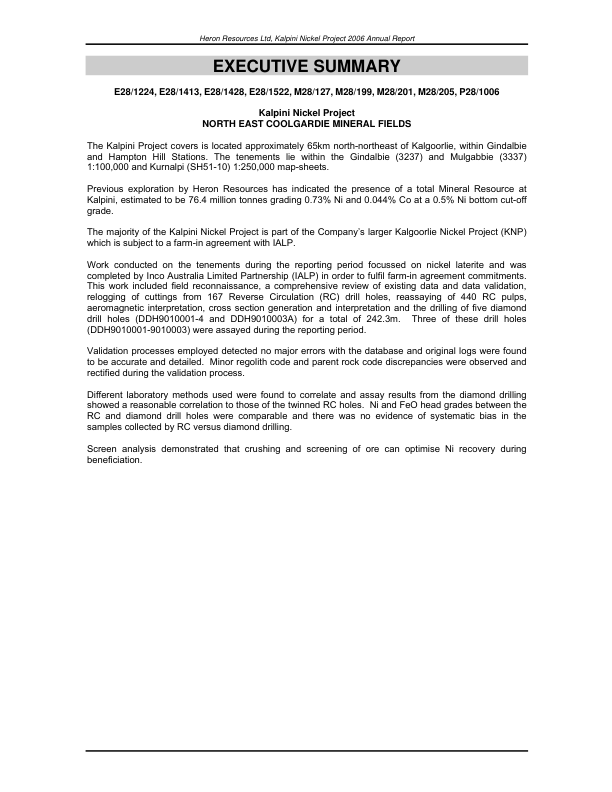 Heron Resources Ltd, Kalpini Nickel Project 2006 Annual Report
EXECUTIVE SUMMARY
E28/1224, E28/1413, E28/1428, E28/1522, M28/127, M28/199, M28/201, M28/205, P28/1006
Kalpini Nickel Project
NORTH EAST COOLGARDIE MINERAL FIELDS
The Kalpini Project covers is located approximately 65km north-northeast of Kalgoorlie, within Gindalbie
and Hampton Hill Stations. The tenements lie within the Gindalbie (3237) and Mulgabbie (3337)
1:100,000 and Kurnalpi (SH51-10) 1:250,000 map-sheets.
Previous exploration by Heron Resources has indicated the presence of a total Mineral Resource at
Kalpini, estimated to be 76.4 million tonnes grading 0.73% Ni and 0.044% Co at a 0.5% Ni bottom cut-off
grade.
The majority of the Kalpini Nickel Project is part of the Company's larger Kalgoorlie Nickel Project (KNP)
which is subject to a farm-in agreement with IALP.
Work conducted on the tenements during the reporting period focussed on nickel laterite and was
completed by Inco Australia Limited Partnership (IALP) in order to fulfil farm-in agreement commitments.
This work included field reconnaissance, a comprehensive review of existing data and data validation,
relogging of cuttings from 167 Reverse Circulation (RC) drill holes, reassaying of 440 RC pulps,
aeromagnetic interpretation, cross section generation and interpretation and the drilling of five diamond
drill holes (DDH9010001-4 and DDH9010003A) for a total of 242.3m. Three of these drill holes
(DDH9010001-9010003) were assayed during the reporting period.
Validation processes employed detected no major errors with the database and original logs were found
to be accurate and detailed. Minor regolith code and parent rock code discrepancies were observed and
rectified during the validation process.
Different laboratory methods used were found to correlate and assay results from the diamond drilling
showed a reasonable correlation to those of the twinned RC holes. Ni and FeO head grades between the
RC and diamond drill holes were comparable and there was no evidence of systematic bias in the
samples collected by RC versus diamond drilling.
Screen analysis demonstrated that crushing and screening of ore can optimise Ni recovery during
beneficiation.